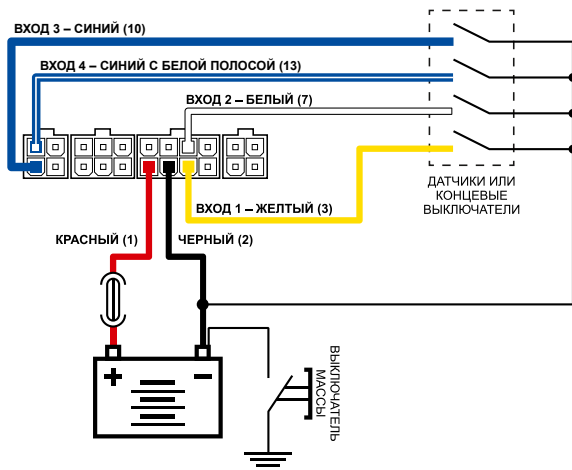 ВХОД 3 – СИНИЙ (10)
ВХОД 4 – СИНИЙ С БЕЛОЙ ПОЛОСОЙ (13)
ВХОД 2 – БЕЛЫЙ (7)
ДАТЧИКИ ИЛИ
КОНЦЕВЫЕ
ВЫКЛЮЧАТЕЛИ
ВХОД 1 – ЖЕЛТЫЙ (3)
КРАСНЫЙ (1)
ЧЕРНЫЙ (2)
+
–
ВЫКЛЮЧАТЕЛЬ
МАССЫ